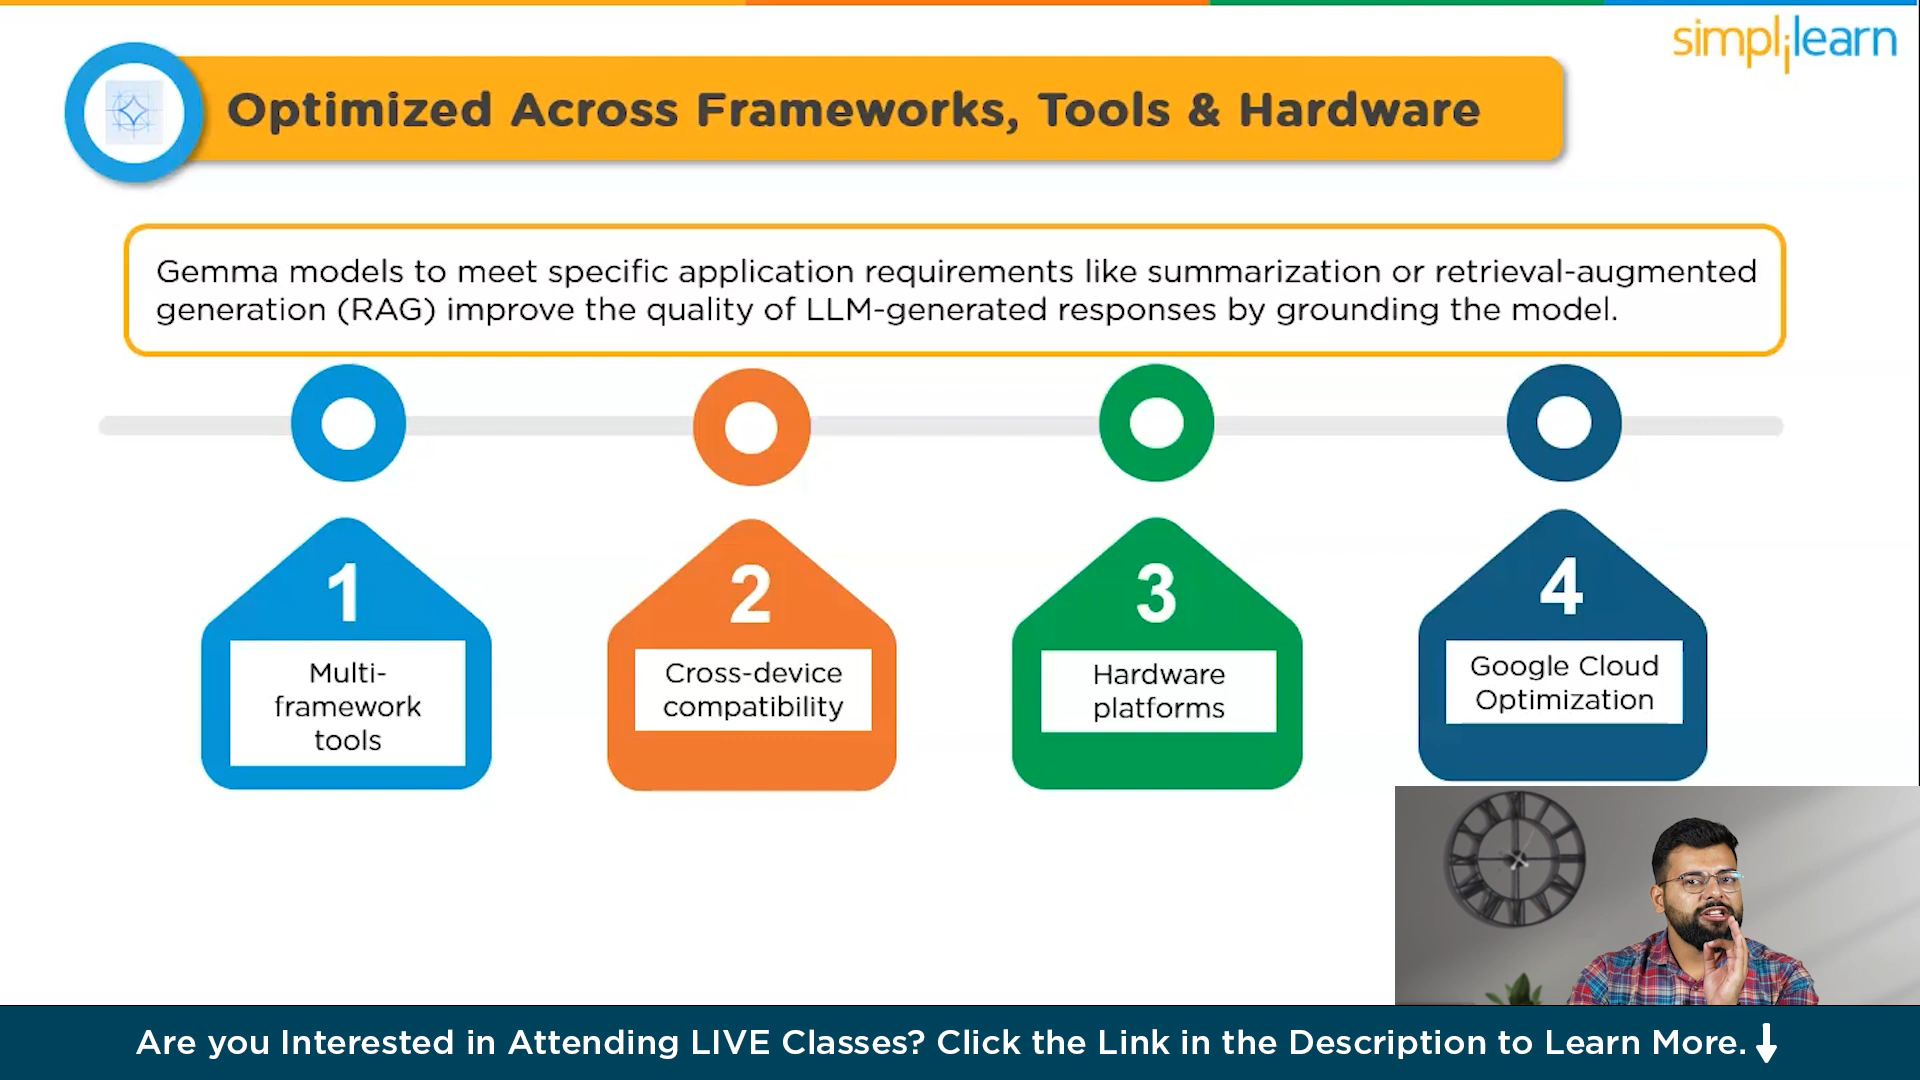 simplilearn
Optimized Across Frameworks, Tools & Hardware
Gemma models to meet specific application requirements like summarization or retrieval-augmented
generation (RAG) improve the quality of LLM-generated responses by grounding the model.
1
Multi-
framework
tools
2
Cross-device
compatibility
3
Hardware
platforms
4
Google Cloud
Optimization
Are you Interested in Attending LIVE Classes? Click the Link in the Description to Learn More.